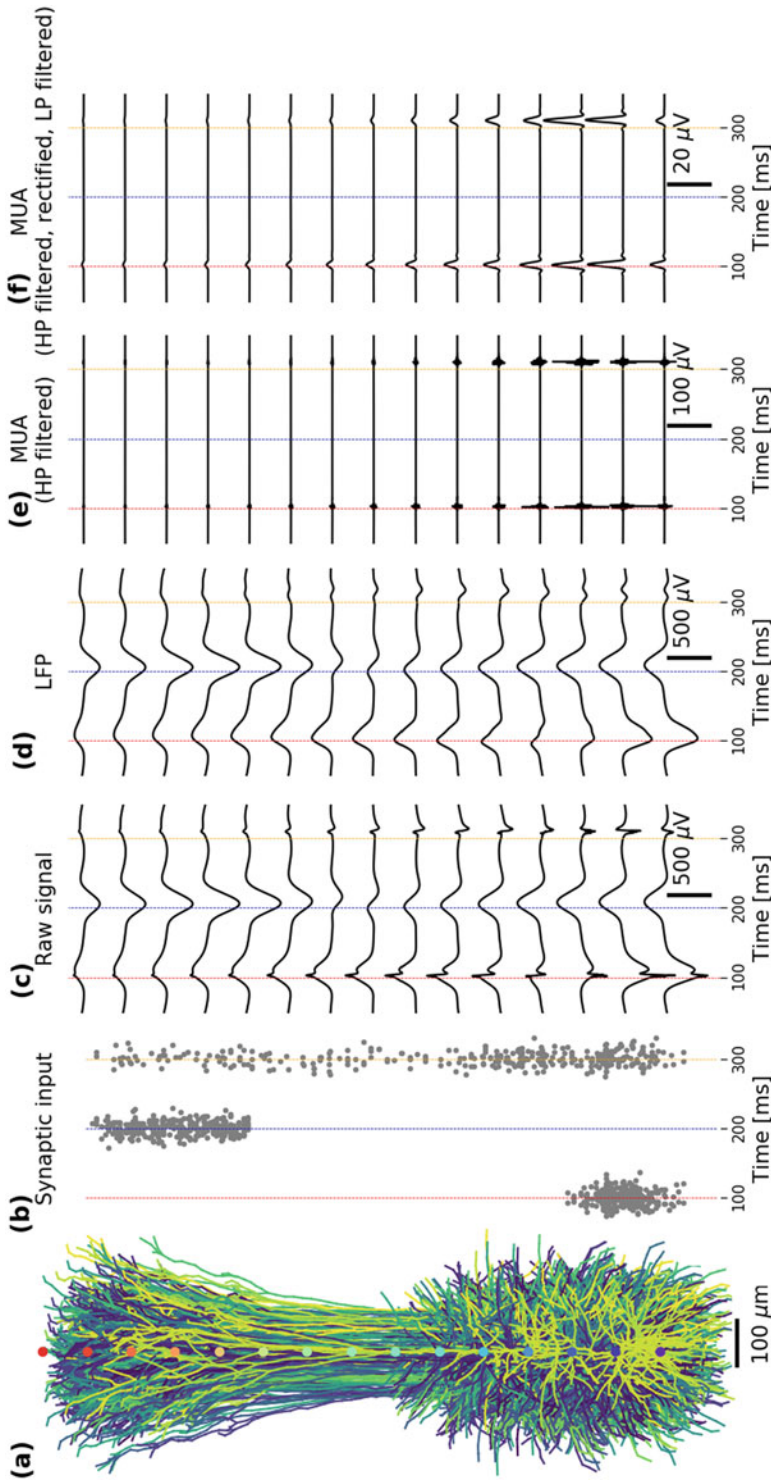 (a)
100 μm
(b)
Synaptic input
100
200
300
Time [ms]
(c)
Raw signal
500 μV
100
200
300
Time [ms]
(d)
LFP
500 μV
100
200
300
Time [ms]
(e)
MUA
(HP filtered)
100 μV
100
200
300
Time [ms]
(f)
MUA
(HP filtered, rectified, LP filtered)
20 μV
100
200
300
Time [ms]